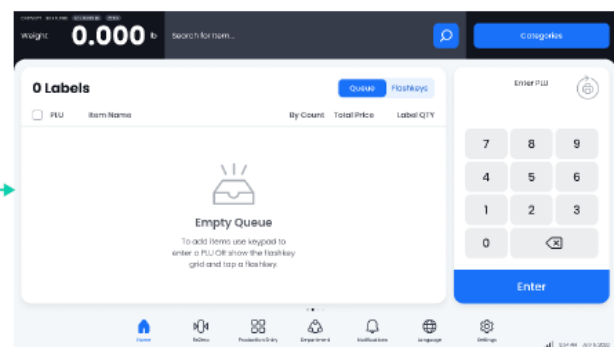 Weight
0.000 lb
Search for item...
Categories
0 Labels
Queue
Flashkeys
PLU
Item Name
By Count
Total Price
Label QTY
Empty Queue
To add items use keypad to
enter a PLU OR show the flashkey
grid and tap a flashkey.
Enter PLU
7 8 9
4 5 6
1 2 3
0
Enter
Home
ReZero
Production Entry
Department
Notifications
Language
Settings